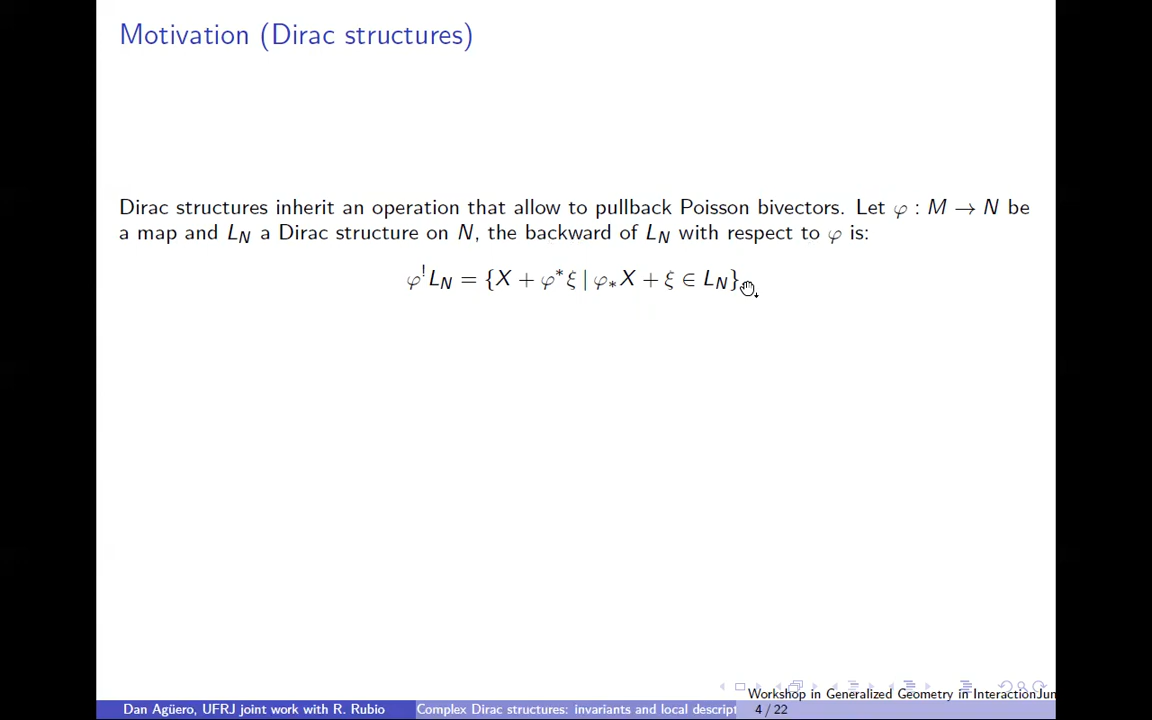 Motivation (Dirac structures)
Dirac structures inherit an operation that allow to pullback Poisson bivectors. Let φ : M → N be
a map and L_N a Dirac structure on N, the backward of L_N with respect to φ is:
φ^! L_N = {X + φ^*ξ | φ_*X + ξ ∈ L_N}
Workshop in Generalized Geometry in InteractionJun
Dan Agüero, UFRJ joint work with R. Rubio Complex Dirac structures: invariants and local descript 4 / 22